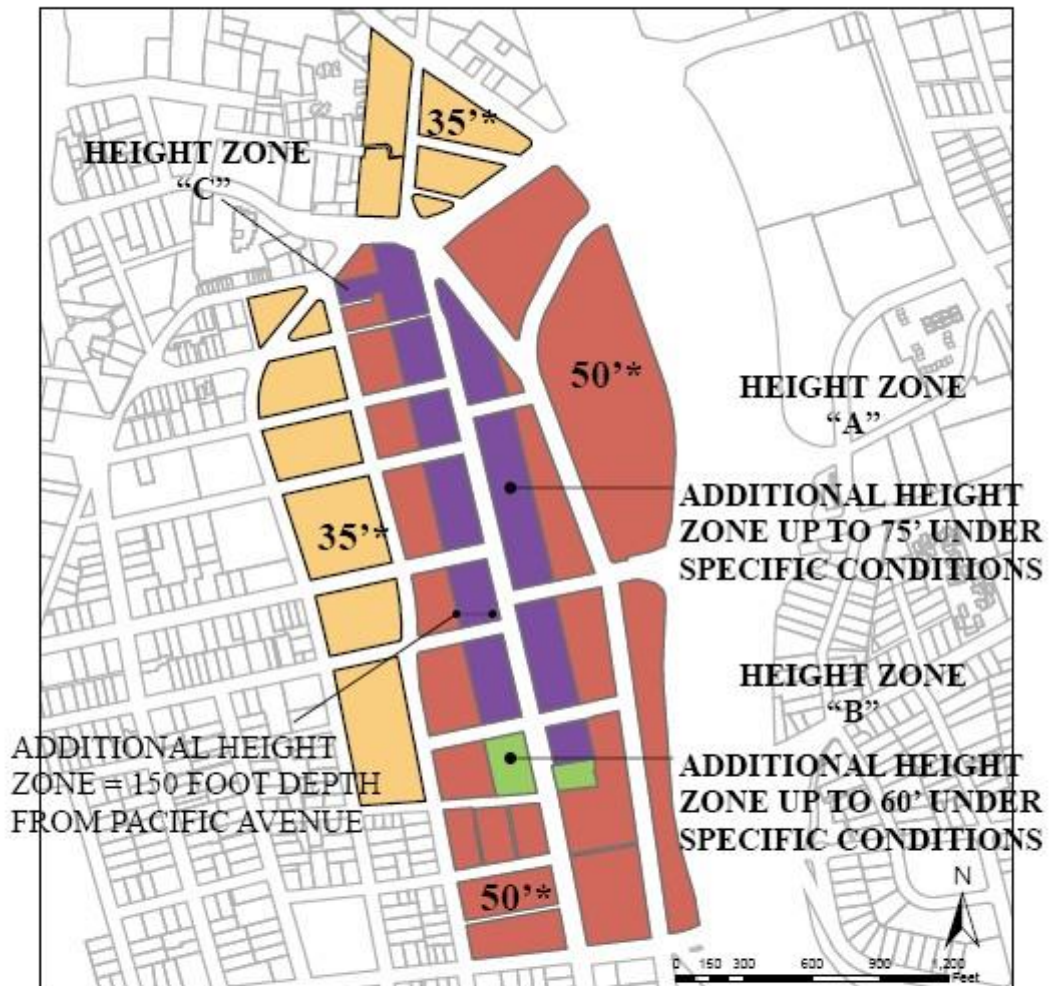 35’*
HEIGHT ZONE
“C”
50’*
HEIGHT ZONE
“A”
ADDITIONAL HEIGHT
ZONE UP TO 75’ UNDER
SPECIFIC CONDITIONS
35’*
HEIGHT ZONE
“B”
ADDITIONAL HEIGHT
ZONE = 150 FOOT DEPTH
FROM PACIFIC AVENUE
ADDITIONAL HEIGHT
ZONE UP TO 60’ UNDER
SPECIFIC CONDITIONS
50’*
N
0 150 300 600 900 1,200
Feet